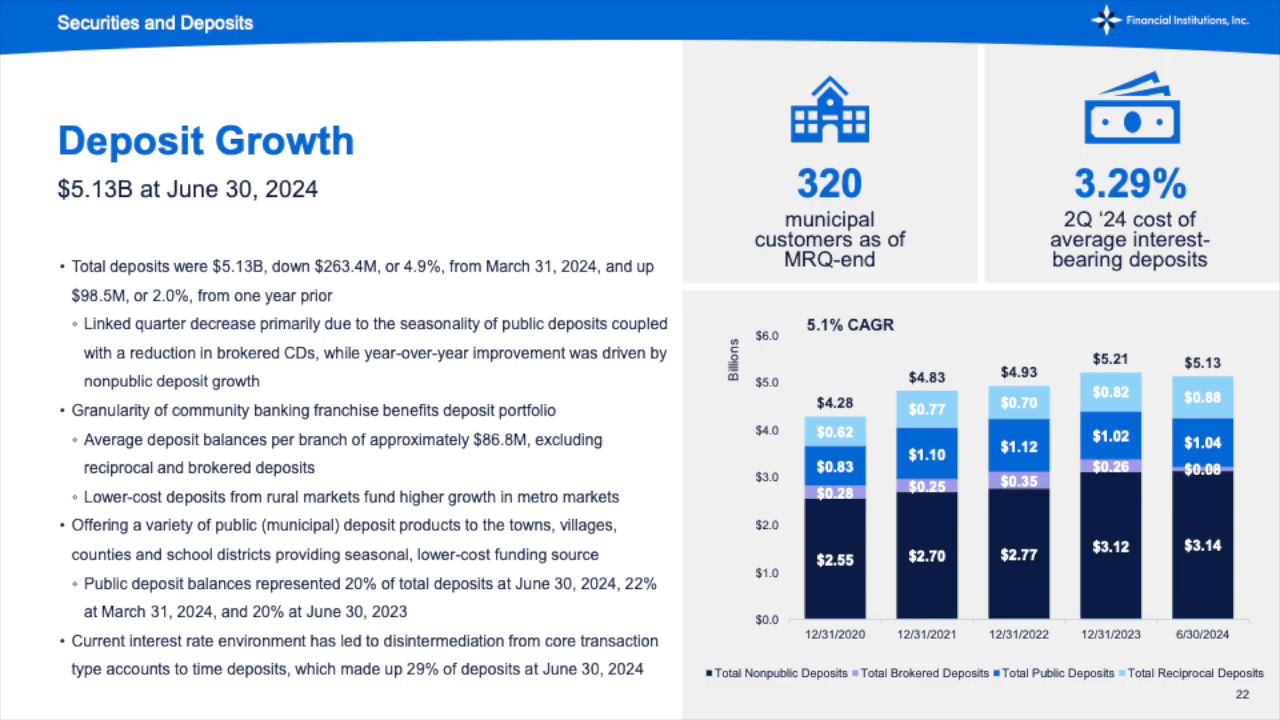 Securities and Deposits
Financial Institutions, Inc.
Deposit Growth
$5.13B at June 30, 2024
• Total deposits were $5.13B, down $263.4M, or 4.9%, from March 31, 2024, and up
$98.5M, or 2.0%, from one year prior
◦ Linked quarter decrease primarily due to the seasonality of public deposits coupled
with a reduction in brokered CDs, while year-over-year improvement was driven by
nonpublic deposit growth
• Granularity of community banking franchise benefits deposit portfolio
◦ Average deposit balances per branch of approximately $86.8M, excluding
reciprocal and brokered deposits
◦ Lower-cost deposits from rural markets fund higher growth in metro markets
• Offering a variety of public (municipal) deposit products to the towns, villages,
counties and school districts providing seasonal, lower-cost funding source
◦ Public deposit balances represented 20% of total deposits at June 30, 2024, 22%
at March 31, 2024, and 20% at June 30, 2023
• Current interest rate environment has led to disintermediation from core transaction
type accounts to time deposits, which made up 29% of deposits at June 30, 2024
320
municipal
customers as of
MRQ-end
3.29%
2Q ‘24 cost of
average interest-
bearing deposits
5.1% CAGR
Billions
$6.0
$5.0
$4.0
$3.0
$2.0
$1.0
$0.0
$4.28
$0.62
$0.83
$0.28
$2.55
$4.83
$0.77
$1.10
$0.25
$2.70
$4.93
$0.70
$1.12
$0.35
$2.77
$5.21
$0.82
$1.02
$0.26
$3.12
$5.13
$0.88
$1.04
$0.08
$3.14
12/31/2020 12/31/2021 12/31/2022 12/31/2023 6/30/2024
Total Nonpublic Deposits Total Brokered Deposits Total Public Deposits Total Reciprocal Deposits
22